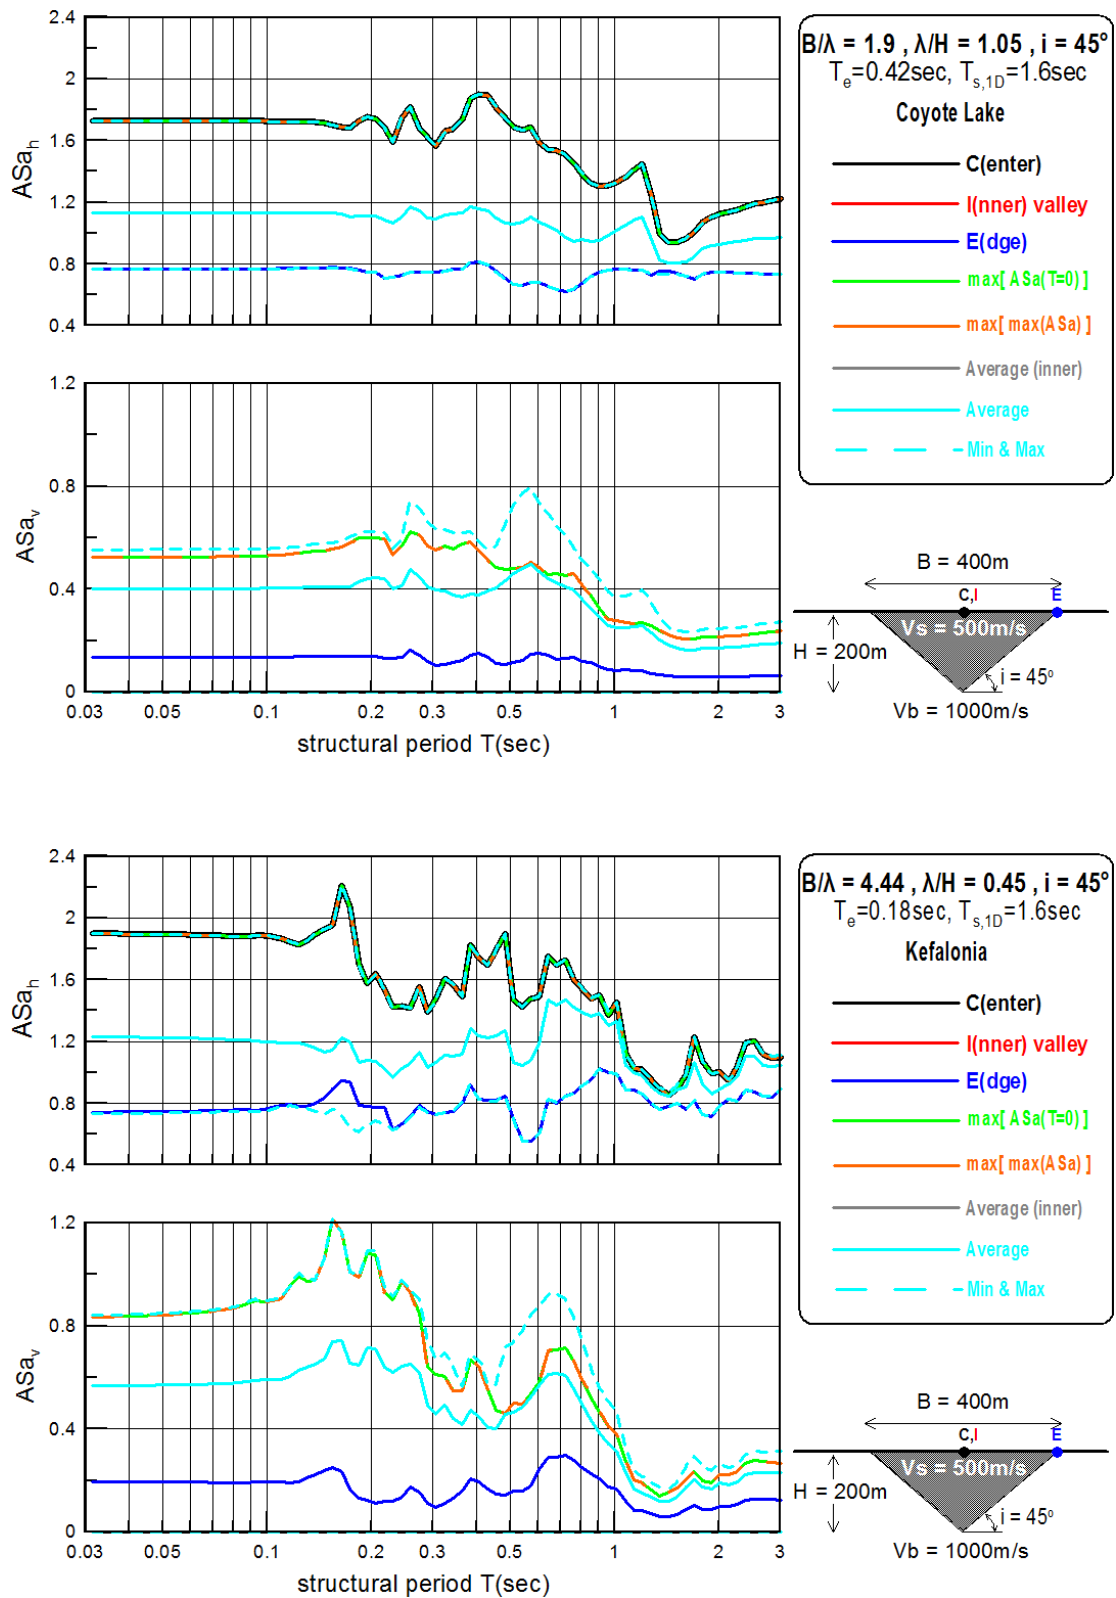 2.4
2
1.6
1.2
0.8
0.4
ASa_h
B/λ = 1.9 , λ/H = 1.05 , i = 45°
T_e=0.42sec, T_s,1D=1.6sec
Coyote Lake
C(enter)
I(nner) valley
E(dge)
max[ ASa(T=0) ]
max[ max(ASa) ]
Average (inner)
Average
Min & Max
1.2
0.8
0.4
0
ASa_v
0.03 0.05 0.1 0.2 0.3 0.5 1 2 3
structural period T(sec)
B = 400m
C,I E
Vs = 500m/s
H = 200m
i = 45°
Vb = 1000m/s
2.4
2
1.6
1.2
0.8
0.4
ASa_h
B/λ = 4.44 , λ/H = 0.45 , i = 45°
T_e=0.18sec, T_s,1D=1.6sec
Kefalonia
C(enter)
I(nner) valley
E(dge)
max[ ASa(T=0) ]
max[ max(ASa) ]
Average (inner)
Average
Min & Max
1.2
0.8
0.4
0
ASa_v
0.03 0.05 0.1 0.2 0.3 0.5 1 2 3
structural period T(sec)
B = 400m
C,I E
Vs = 500m/s
H = 200m
i = 45°
Vb = 1000m/s